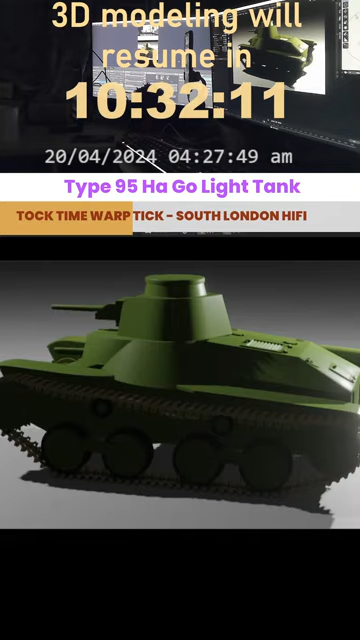 3D modeling will
resume in
10:32:11
20/04/2024 04:27:49 am
Type 95 Ha Go Light Tank
TOCK TIME WARP TICK - SOUTH LONDON HIFI